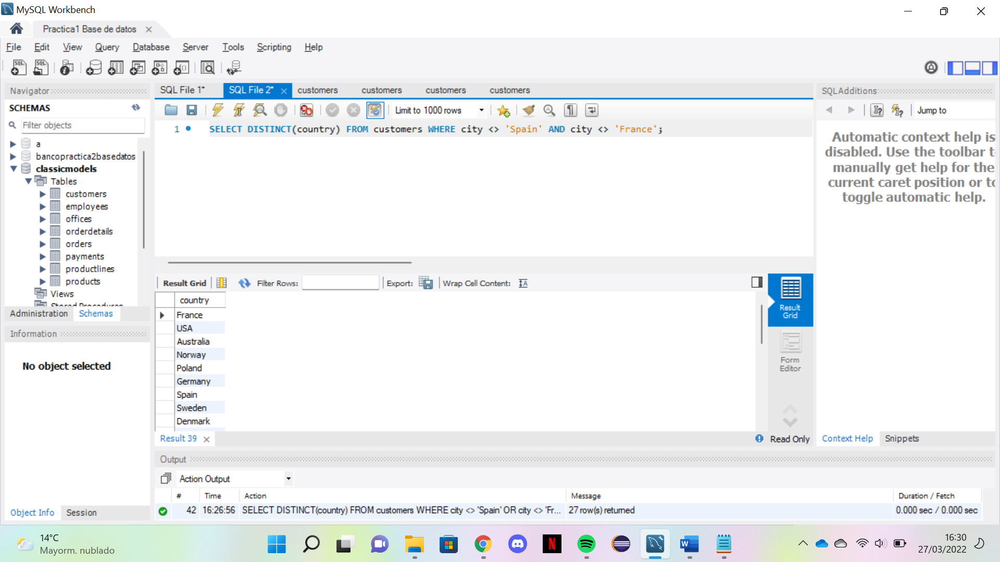 MySQL Workbench
Practica1 Base de datos
File Edit View Query Database Server Tools Scripting Help
Navigator
SCHEMAS
Filter objects
a
bancopractica2basedatos
classicmodels
Tables
customers
employees
offices
orderdetails
orders
payments
productlines
products
Views
Stored Procedures
Administration Schemas
Information
No object selected
Object Info Session
SQL File 1* SQL File 2* customers customers customers customers
Limit to 1000 rows
1 SELECT DISTINCT(country) FROM customers WHERE city <> 'Spain' AND city <> 'France';
Result Grid Filter Rows: Export: Wrap Cell Content:
country
France
USA
Australia
Norway
Poland
Germany
Spain
Sweden
Denmark
Result Grid
Form Editor
Result 39 Read Only
Output
Action Output
# Time Action Message Duration / Fetch
42 16:26:56 SELECT DISTINCT(country) FROM customers WHERE city <> 'Spain' OR city <> 'Fr... 27 row(s) returned 0.000 sec / 0.000 sec
SQLAdditions
Jump to
Automatic context help is
disabled. Use the toolbar t
manually get help for the
current caret position or to
toggle automatic help.
Context Help Snippets
14°C
Mayorm. nublado
16:30
27/03/2022